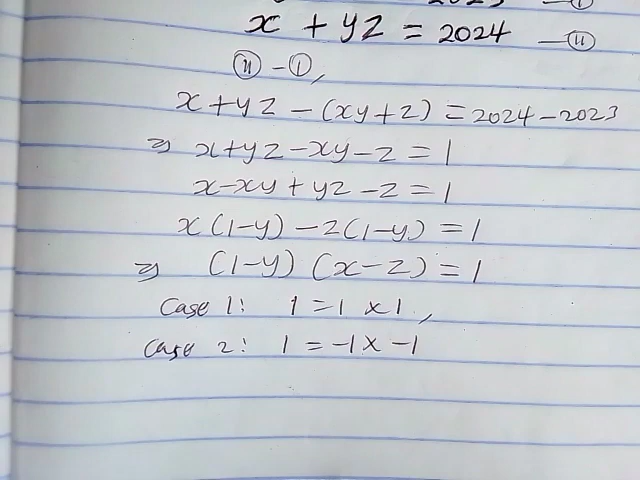 2023 —Ⓘ
x + yz = 2024 —Ⓘⓘ
Ⓘⓘ - Ⓘ,
x + yz - (xy + z) = 2024 - 2023
⇒ x + yz - xy - z = 1
x - xy + yz - z = 1
x(1-y) - z(1-y) = 1
⇒ (1-y) (x-z) = 1
Case 1: 1 = 1 x 1,
Case 2: 1 = -1 x -1